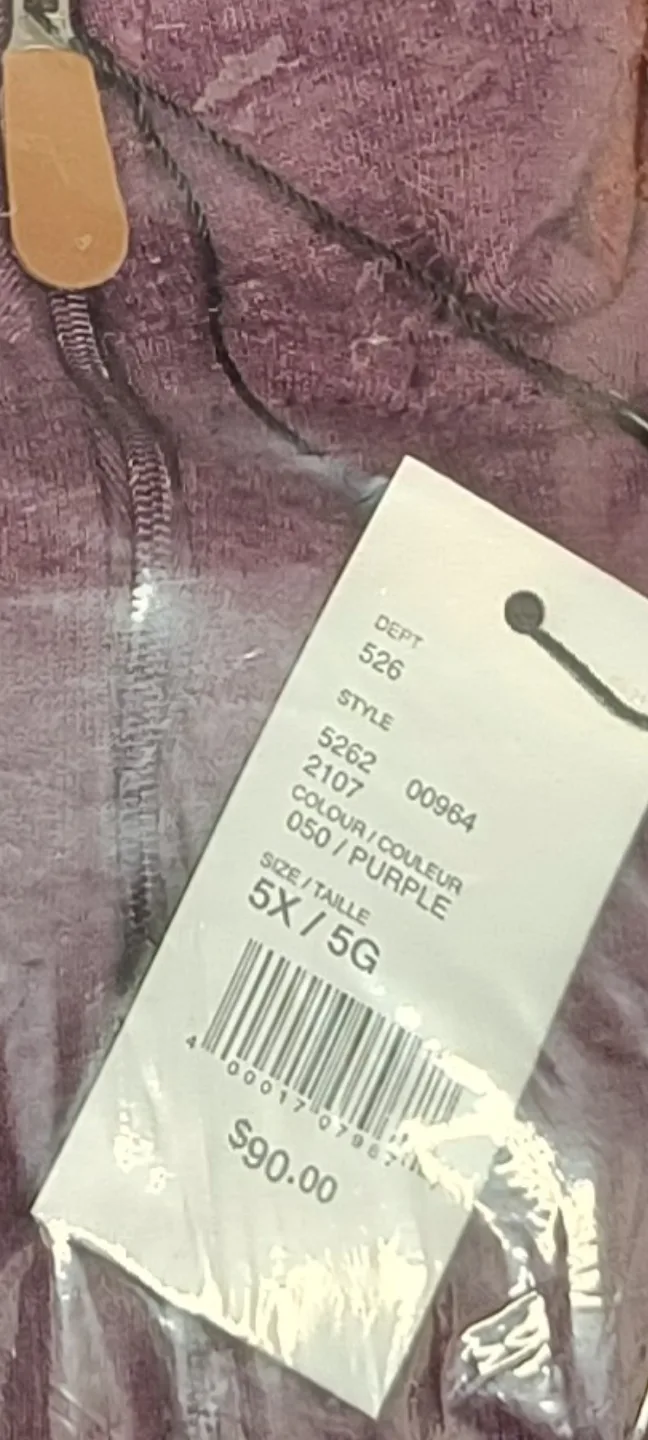 DEPT
526
STYLE
5262 00964
2107
COLOUR / COULEUR
050 / PURPLE
SIZE / TAILLE
5X / 5G
$90.00